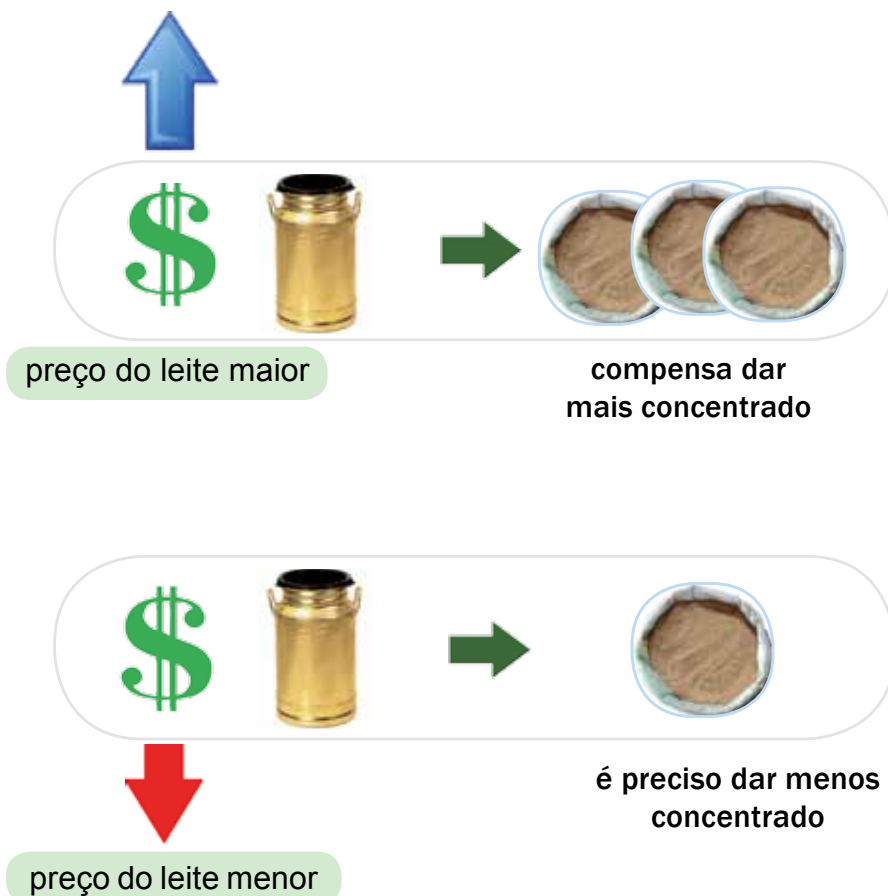 preço do leite maior
compensa dar
mais concentrado
é preciso dar menos
concentrado
preço do leite menor